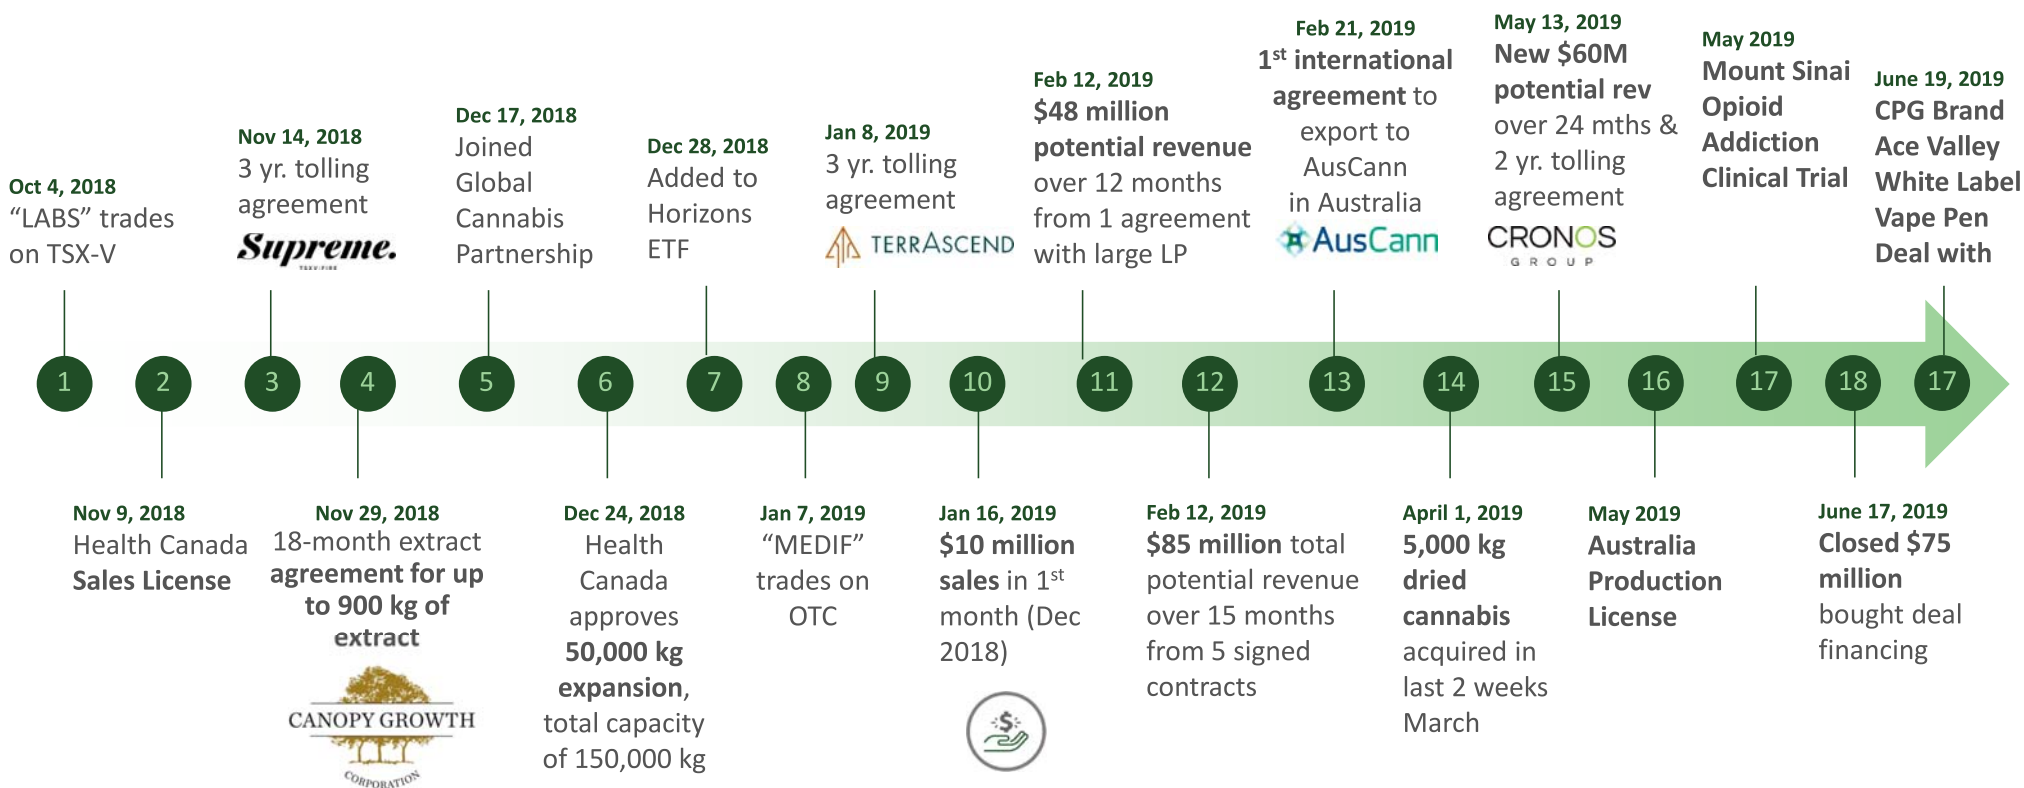 Oct 4, 2018
“LABS” trades
on TSX-V
Nov 14, 2018
3 yr. tolling
agreement
Supreme.
TSXV:FIRE
Dec 17, 2018
Joined
Global
Cannabis
Partnership
Dec 28, 2018
Added to
Horizons
ETF
Jan 8, 2019
3 yr. tolling
agreement
TERRASCEND
Feb 12, 2019
$48 million
potential revenue
over 12 months
from 1 agreement
with large LP
Feb 21, 2019
1st international
agreement to
export to
AusCann
in Australia
AusCann
May 13, 2019
New $60M
potential rev
over 24 mths &
2 yr. tolling
agreement
CRONOS
GROUP
May 2019
Mount Sinai
Opioid
Addiction
Clinical Trial
June 19, 2019
CPG Brand
Ace Valley
White Label
Vape Pen
Deal with
1 2 3 4 5 6 7 8 9 10 11 12 13 14 15 16 17 18 17
Nov 9, 2018
Health Canada
Sales License
Nov 29, 2018
18-month extract
agreement for up
to 900 kg of
extract
CANOPY GROWTH
CORPORATION
Dec 24, 2018
Health
Canada
approves
50,000 kg
expansion,
total capacity
of 150,000 kg
Jan 7, 2019
“MEDIF”
trades on
OTC
Jan 16, 2019
$10 million
sales in 1st
month (Dec
2018)
$
Feb 12, 2019
$85 million total
potential revenue
over 15 months
from 5 signed
contracts
April 1, 2019
5,000 kg
dried
cannabis
acquired in
last 2 weeks
March
May 2019
Australia
Production
License
June 17, 2019
Closed $75
million
bought deal
financing